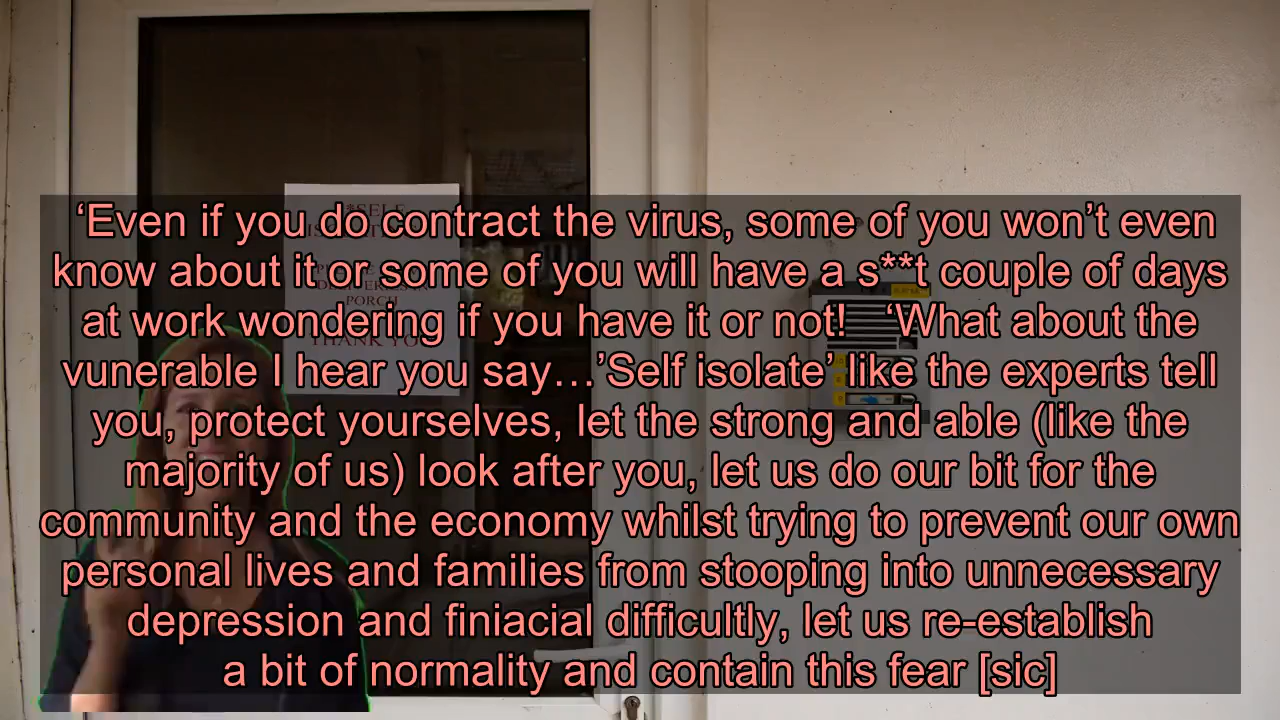 ‘Even if you do contract the virus, some of you won’t even
know about it or some of you will have a s**t couple of days
at work wondering if you have it or not! ‘What about the
vunerable I hear you say…’Self isolate’ like the experts tell
you, protect yourselves, let the strong and able (like the
majority of us) look after you, let us do our bit for the
community and the economy whilst trying to prevent our own
personal lives and families from stooping into unnecessary
depression and finiacial difficultly, let us re-establish
a bit of normality and contain this fear [sic]
*SELF
PORCH
THANK YO